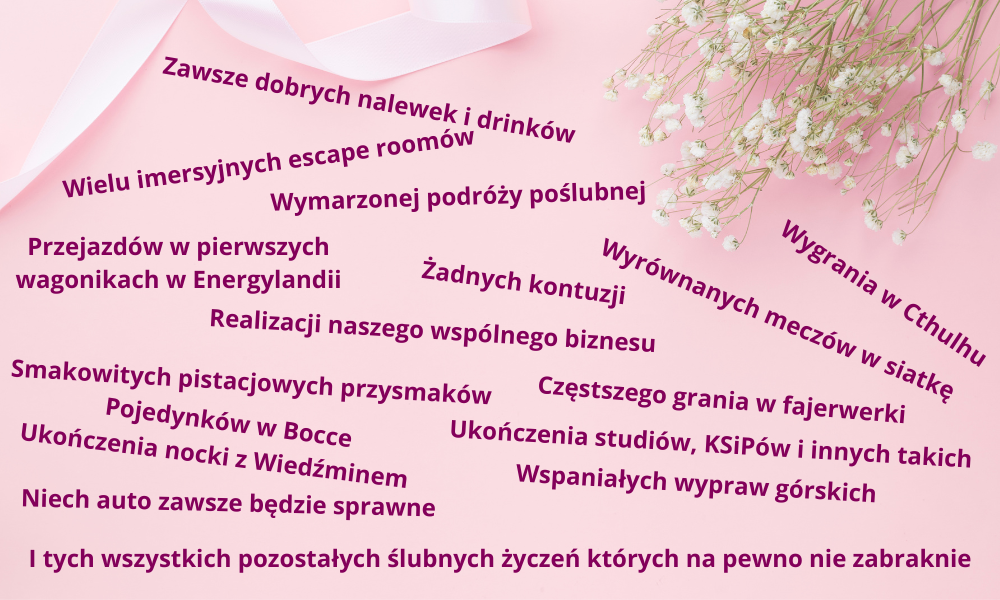 Zawsze dobrych nalewek i drinków
Wielu imersyjnych escape roomów
Wymarzonej podróży poślubnej
Przejazdów w pierwszych
wagonikach w Energylandii
Żadnych kontuzji
Wyrównanych meczów w siatkę
Wygrania w Cthulhu
Realizacji naszego wspólnego biznesu
Smakowitych pistacjowych przysmaków
Częstszego grania w fajerwerki
Pojedynków w Bocce
Ukończenia nocki z Wiedźminem
Ukończenia studiów, KSiPów i innych takich
Wspaniałych wypraw górskich
Niech auto zawsze będzie sprawne
I tych wszystkich pozostałych ślubnych życzeń których na pewno nie zabraknie